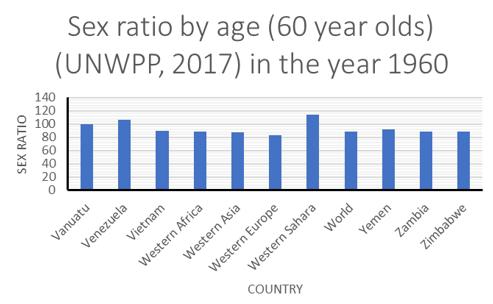 Sex ratio by age (60 year olds)
(UNWPP, 2017) in the year 1960
140
120
100
80
60
40
20
0
SEX RATIO
Vanuatu
Venezuela
Vietnam
Western Africa
Western Asia
Western Europe
Western Sahara
World
Yemen
Zambia
Zimbabwe
COUNTRY